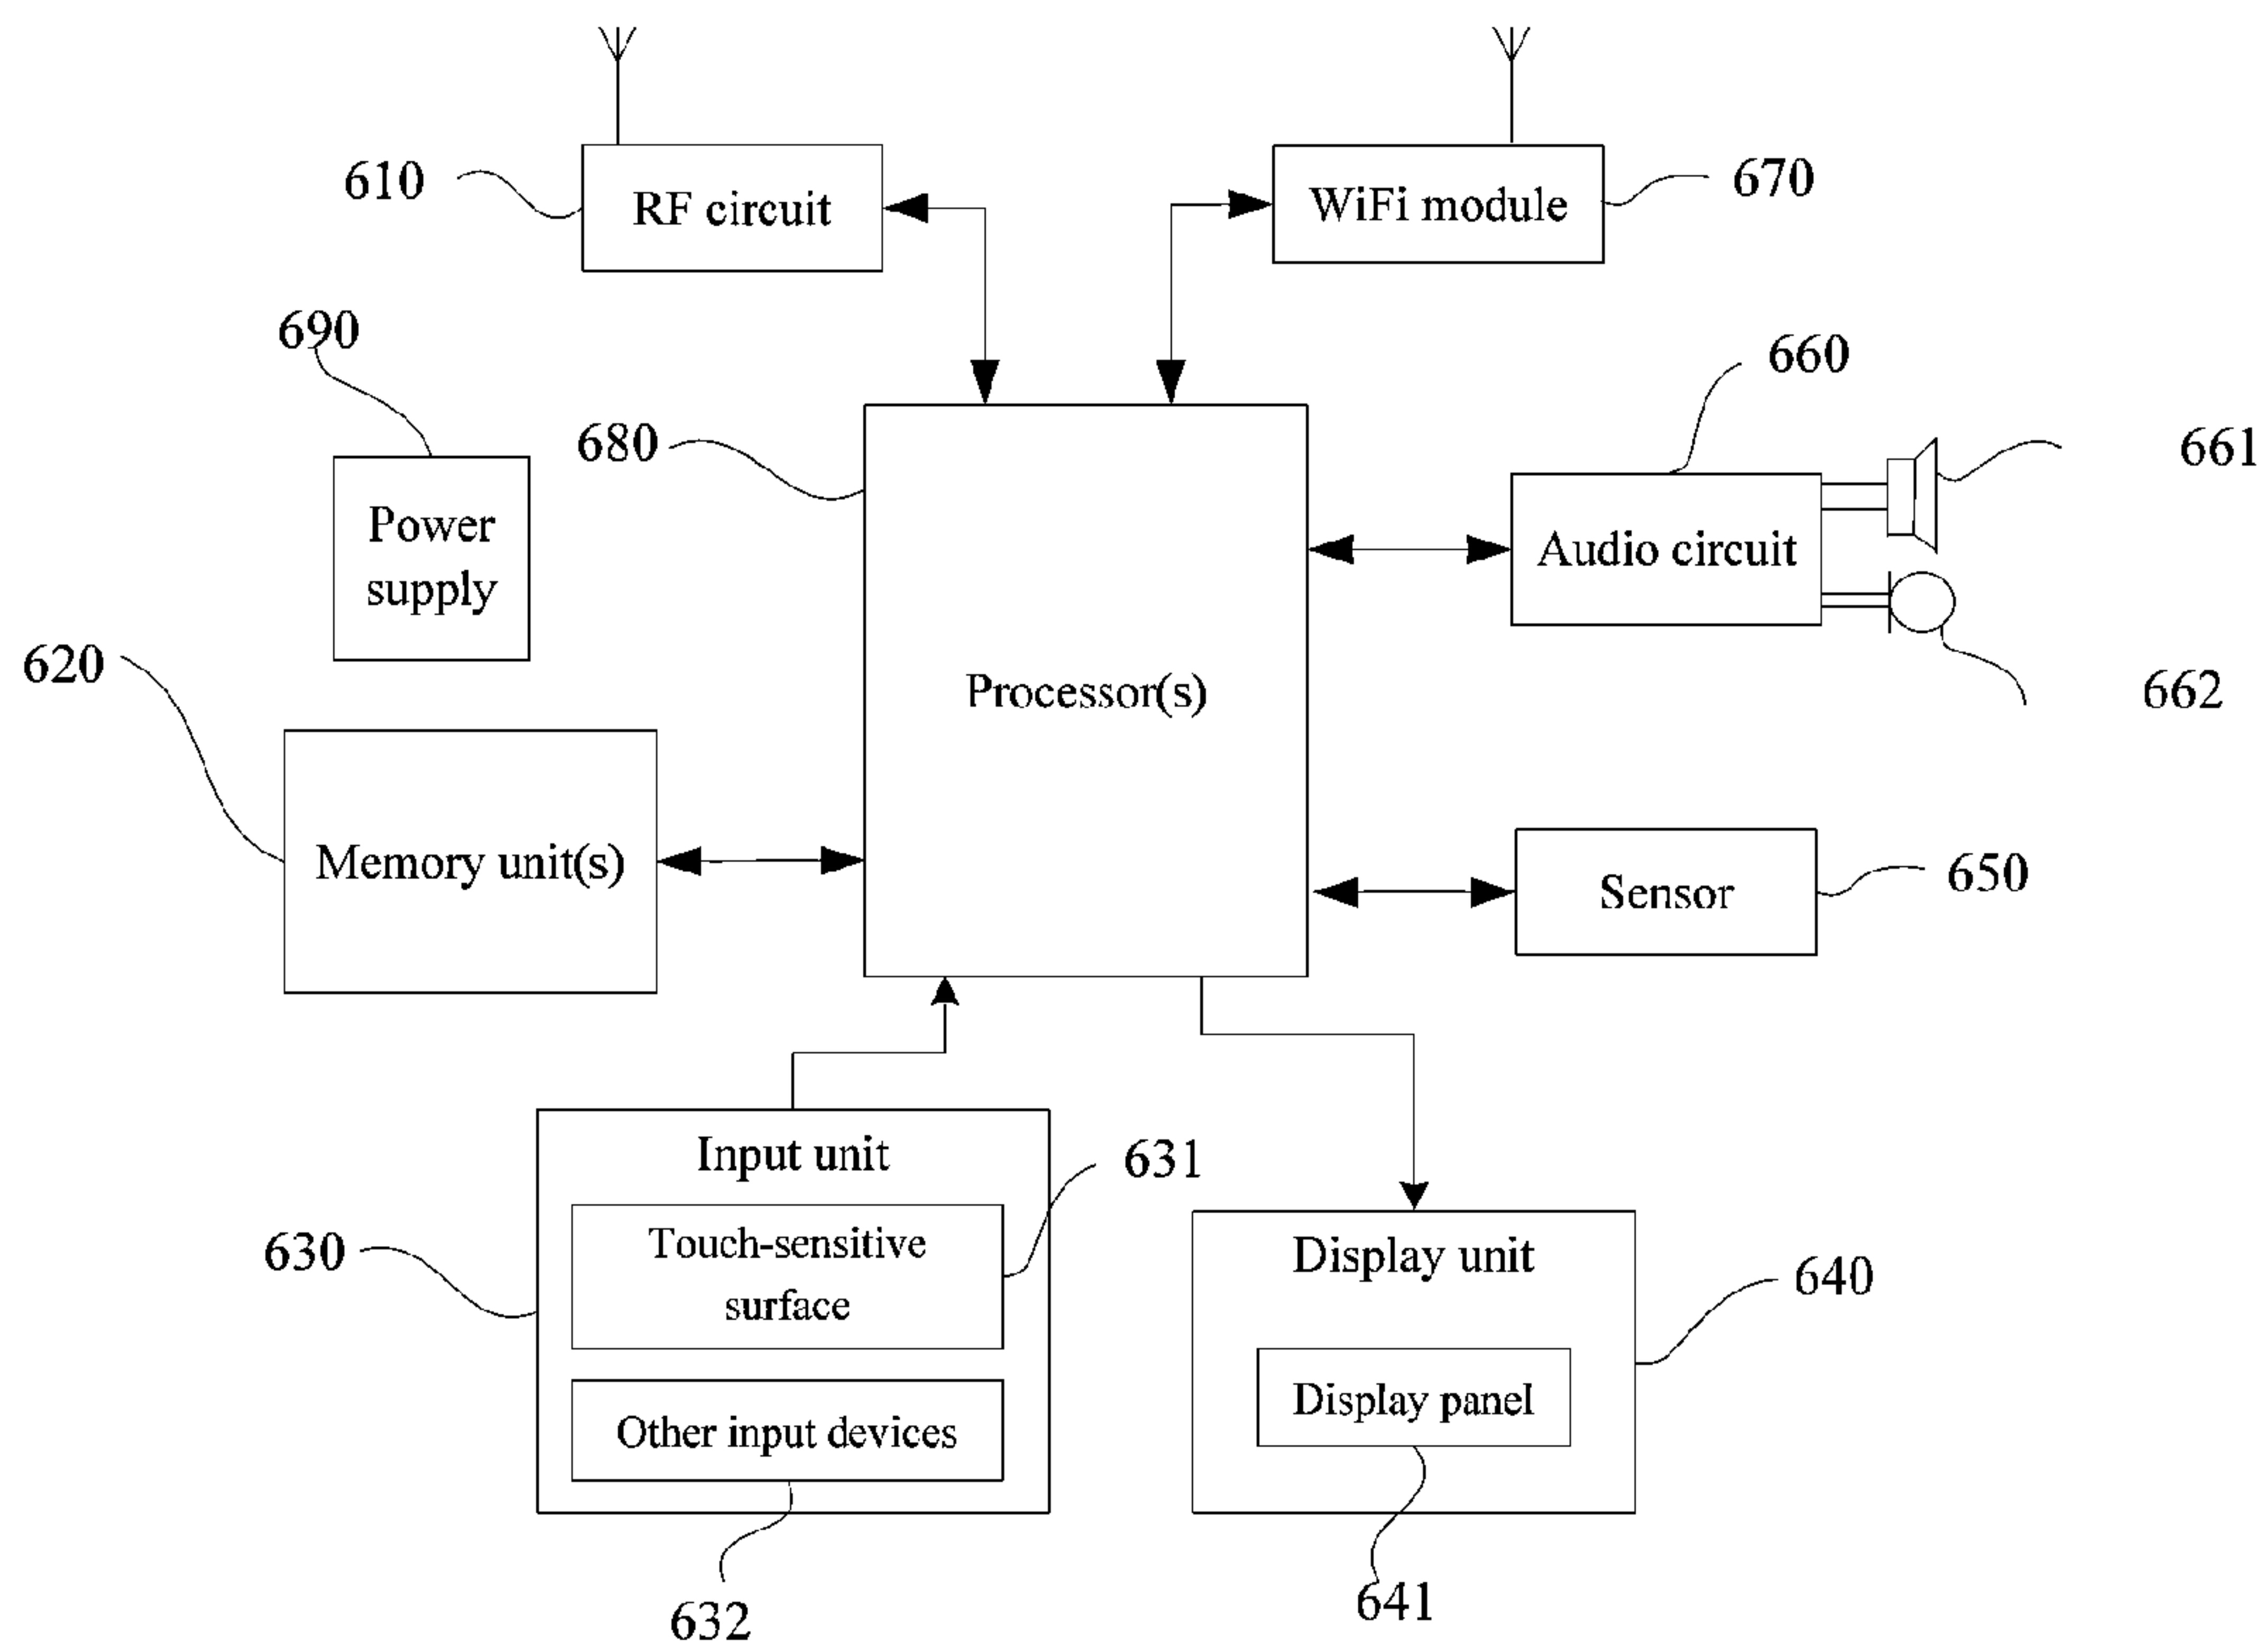 610
RF circuit
WiFi module
670
690
660
680
661
Power
supply
Audio circuit
620
Processor(s)
662
Memory unit(s)
Sensor
650
Input unit
631
630
Touch-sensitive
surface
Display unit
640
Other input devices
Display panel
632
641